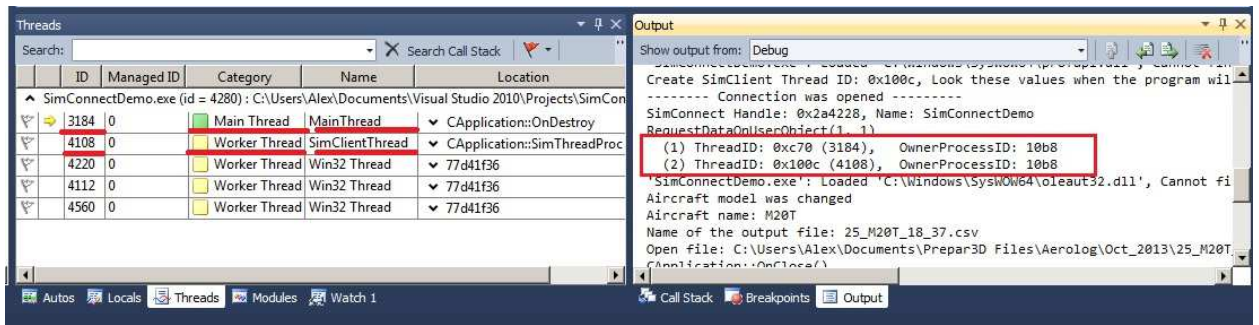 Threads
Search:
Search Call Stack
ID Managed ID Category Name Location
SimConnectDemo.exe (id = 4280) : C:\Users\Alex\Documents\Visual Studio 2010\Projects\SimCon
3184 0 Main Thread MainThread CApplication::OnDestroy
4108 0 Worker Thread SimClientThread CApplication::SimThreadProc
4220 0 Worker Thread Win32 Thread 77d41f36
4112 0 Worker Thread Win32 Thread 77d41f36
4560 0 Worker Thread Win32 Thread 77d41f36
Autos Locals Threads Modules Watch 1
Output
Show output from: Debug
Create SimClient Thread ID: 0x100c, Look these values when the program wil
-------- Connection was opened ---------
SimConnect Handle: 0x2a4228, Name: SimConnectDemo
RequestDataOnUserObject(1, 1)
(1) ThreadID: 0xc70 (3184), OwnerProcessID: 10b8
(2) ThreadID: 0x100c (4108), OwnerProcessID: 10b8
'SimConnectDemo.exe': Loaded 'C:\Windows\SysWOW64\oleaut32.dll', Cannot fi
Aircraft model was changed
Aircraft name: M20T
Name of the output file: 25_M20T_18_37.csv
Open file: C:\Users\Alex\Documents\Prepar3D Files\Aerolog\Oct_2013\25_M20T_
CApplication::OnClose()
Call Stack Breakpoints Output